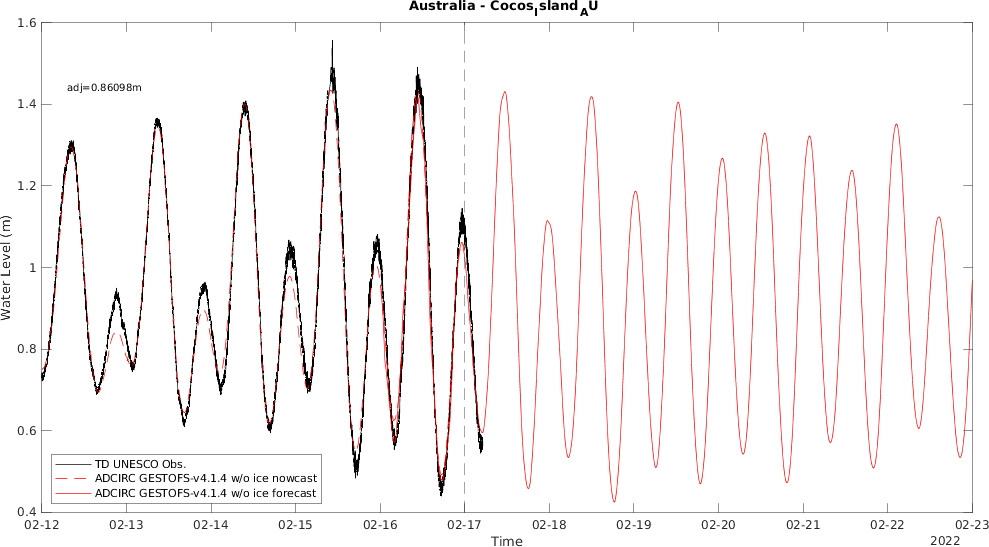 Australia - CocosIslandAU
1.6
1.4
1.2
1
0.8
0.6
0.4
Water Level (m)
adj=0.86098m
TD UNESCO Obs.
ADCIRC GESTOFS-v4.1.4 w/o ice nowcast
ADCIRC GESTOFS-v4.1.4 w/o ice forecast
02-12 02-13 02-14 02-15 02-16 02-17 02-18 02-19 02-20 02-21 02-22 02-23
Time
2022